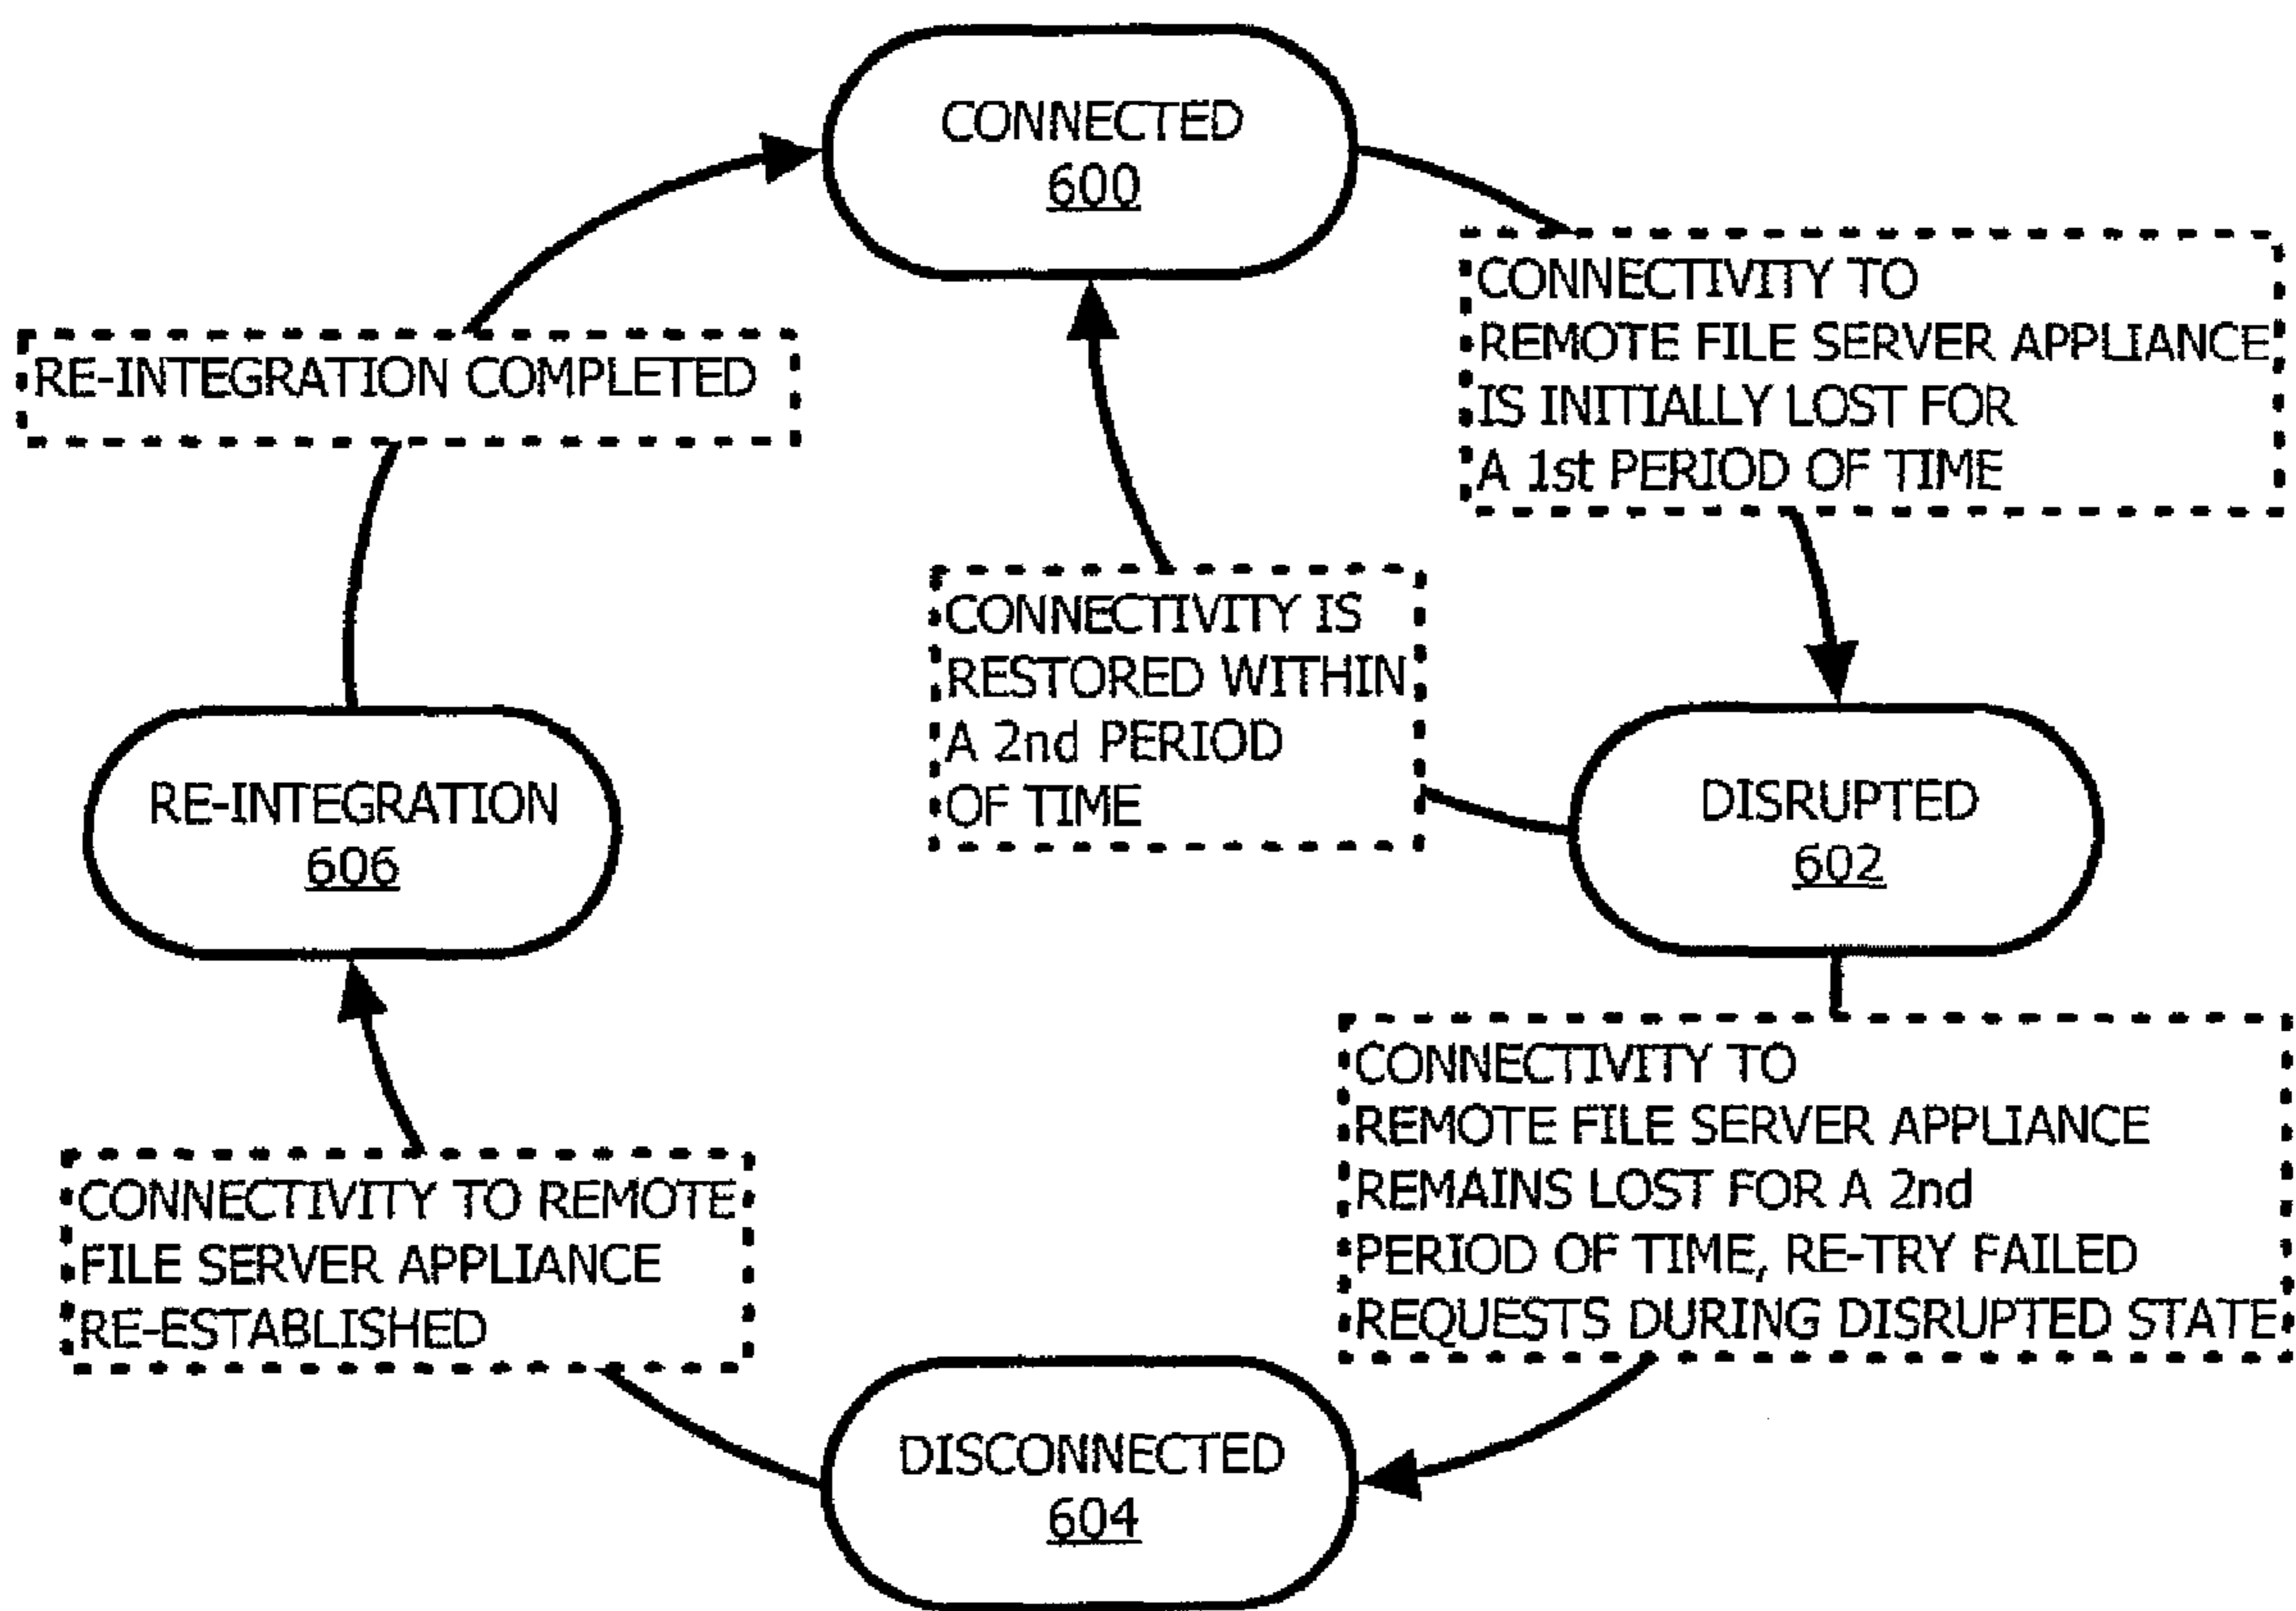 CONNECTED
600
CONNECTIVITY TO
REMOTE FILE SERVER APPLIANCE
IS INITIALLY LOST FOR
A 1st PERIOD OF TIME
RE-INTEGRATION COMPLETED
CONNECTIVITY IS
RESTORED WITHIN
A 2nd PERIOD
OF TIME
RE-INTEGRATION
606
DISRUPTED
602
CONNECTIVITY TO
REMOTE FILE SERVER APPLIANCE
REMAINS LOST FOR A 2nd
PERIOD OF TIME, RE-TRY FAILED
REQUESTS DURING DISRUPTED STATE
CONNECTIVITY TO REMOTE
FILE SERVER APPLIANCE
RE-ESTABLISHED
DISCONNECTED
604